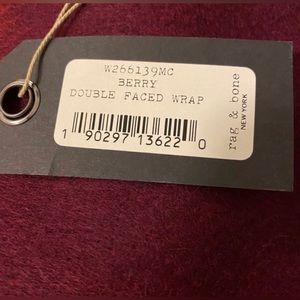 W266139MC
BERRY
DOUBLE FACED WRAP
1 90297 13622 0
rag & bone
NEW YORK